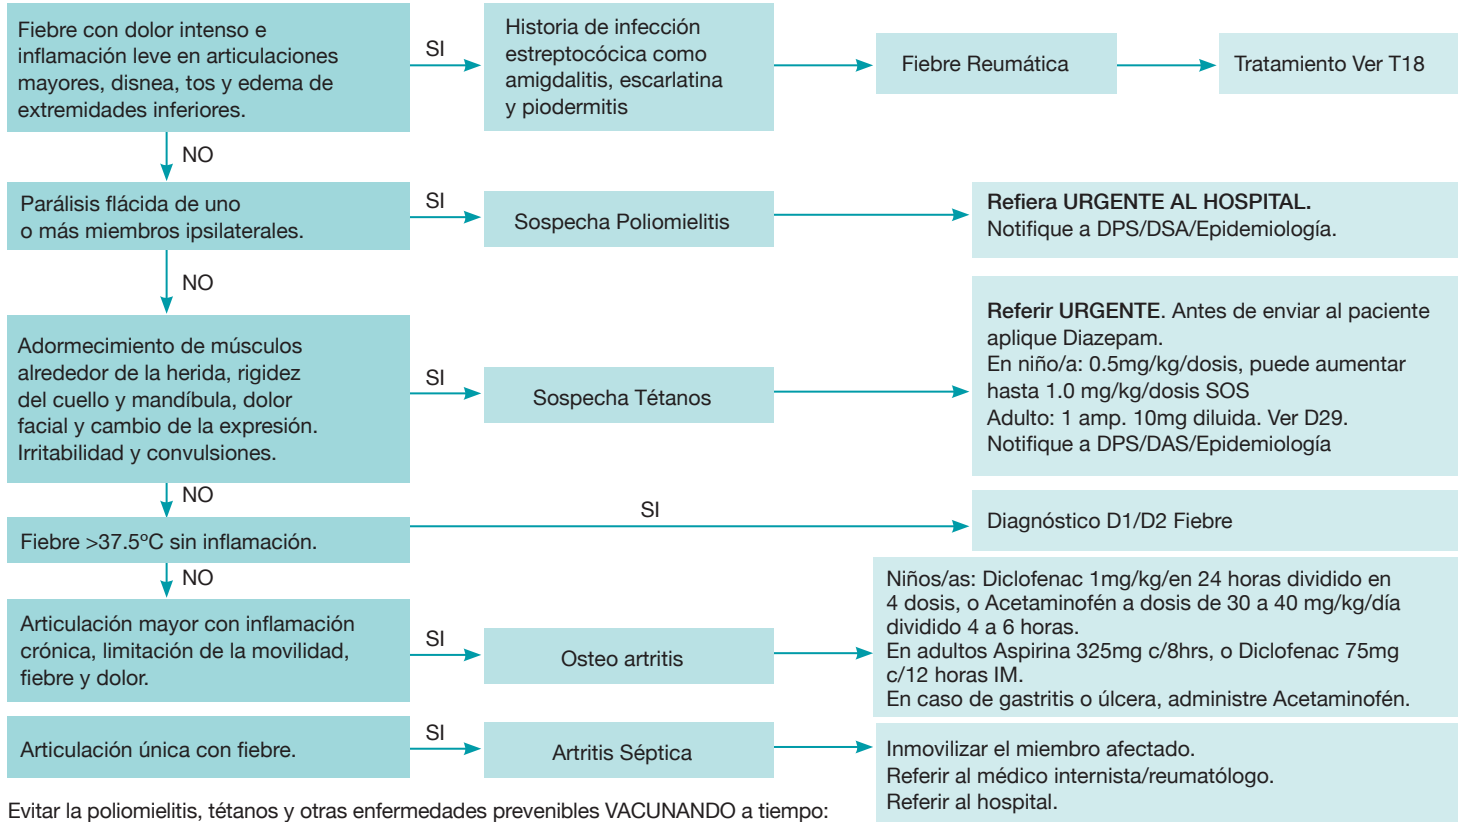 Fiebre con dolor intenso e
inflamación leve en articulaciones
mayores, disnea, tos y edema de
extremidades inferiores.
SI
Historia de infección
estreptocócica como
amigdalitis, escarlatina
y piodermitis
Fiebre Reumática
Tratamiento Ver T18
NO
Parálisis flácida de uno
o más miembros ipsilaterales.
SI
Sospecha Poliomielitis
Refiera URGENTE AL HOSPITAL.
Notifique a DPS/DSA/Epidemiología.
NO
Adormecimiento de músculos
alrededor de la herida, rigidez
del cuello y mandíbula, dolor
facial y cambio de la expresión.
Irritabilidad y convulsiones.
SI
Sospecha Tétanos
Referir URGENTE. Antes de enviar al paciente
aplique Diazepam.
En niño/a: 0.5mg/kg/dosis, puede aumentar
hasta 1.0 mg/kg/dosis SOS
Adulto: 1 amp. 10mg diluida. Ver D29.
Notifique a DPS/DAS/Epidemiología
NO
Fiebre >37.5ºC sin inflamación.
SI
Diagnóstico D1/D2 Fiebre
NO
Articulación mayor con inflamación
crónica, limitación de la movilidad,
fiebre y dolor.
SI
Osteo artritis
Niños/as: Diclofenac 1mg/kg/en 24 horas dividido en
4 dosis, o Acetaminofén a dosis de 30 a 40 mg/kg/día
dividido 4 a 6 horas.
En adultos Aspirina 325mg c/8hrs, o Diclofenac 75mg
c/12 horas IM.
En caso de gastritis o úlcera, administre Acetaminofén.
Articulación única con fiebre.
SI
Artritis Séptica
Inmovilizar el miembro afectado.
Referir al médico internista/reumatólogo.
Referir al hospital.
Evitar la poliomielitis, tétanos y otras enfermedades prevenibles VACUNANDO a tiempo: